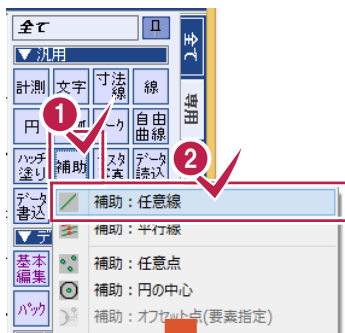 全て
▼汎用
計測 文字 寸法線 線
円 自由曲線
ハッチ塗り 補助 データ読込
データ書込
基本編集
パック
全て
専用
1
2
補助：任意線
補助：平行線
補助：任意点
補助：円の中心
補助：オフセット点(要素指定)